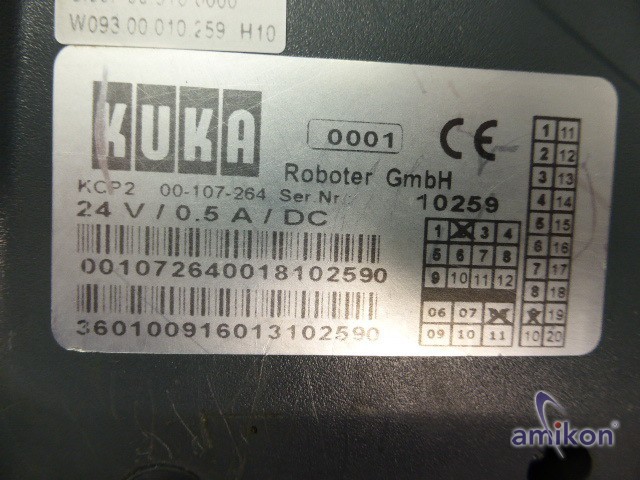 W093 00 010 259 H10
KUKA
0001
CE
Roboter GmbH
KCP2 00-107-264 Ser.Nr. 10259
24 V / 0.5 A / DC
001072640018102590
360100916013102590
1 3 4
5 6 7 8
9 10 11 12
06 07
09 10 11
1 11
2 12
3 13
4 14
5 15
6 16
7 17
8 18
19
10 20
amikon